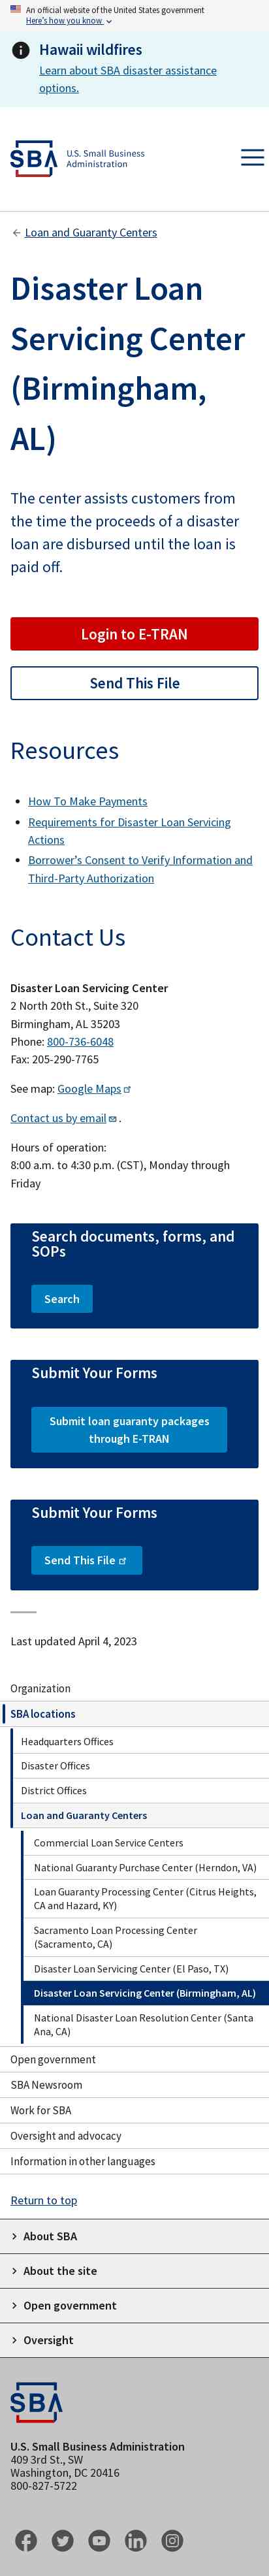 An official website of the United States government
Here's how you know
Hawaii wildfires
Learn about SBA disaster assistance
options.
SBA
U.S. Small Business
Administration
Loan and Guaranty Centers
Disaster Loan
Servicing Center
(Birmingham,
AL)
The center assists customers from
the time the proceeds of a disaster
loan are disbursed until the loan is
paid off.
Login to E-TRAN
Send This File
Resources
How To Make Payments
Requirements for Disaster Loan Servicing
Actions
Borrower's Consent to Verify Information and
Third-Party Authorization
Contact Us
Disaster Loan Servicing Center
2 North 20th St., Suite 320
Birmingham, AL 35203
Phone: 800-736-6048
Fax: 205-290-7765
See map: Google Maps
Contact us by email .
Hours of operation:
8:00 a.m. to 4:30 p.m. (CST), Monday through
Friday
Search documents, forms, and
SOPs
Search
Submit Your Forms
Submit loan guaranty packages
through E-TRAN
Submit Your Forms
Send This File
Last updated April 4, 2023
Organization
SBA locations
Headquarters Offices
Disaster Offices
District Offices
Loan and Guaranty Centers
Commercial Loan Service Centers
National Guaranty Purchase Center (Herndon, VA)
Loan Guaranty Processing Center (Citrus Heights,
CA and Hazard, KY)
Sacramento Loan Processing Center
(Sacramento, CA)
Disaster Loan Servicing Center (El Paso, TX)
Disaster Loan Servicing Center (Birmingham, AL)
National Disaster Loan Resolution Center (Santa
Ana, CA)
Open government
SBA Newsroom
Work for SBA
Oversight and advocacy
Information in other languages
Return to top
About SBA
About the site
Open government
Oversight
SBA
U.S. Small Business Administration
409 3rd St., SW
Washington, DC 20416
800-827-5722